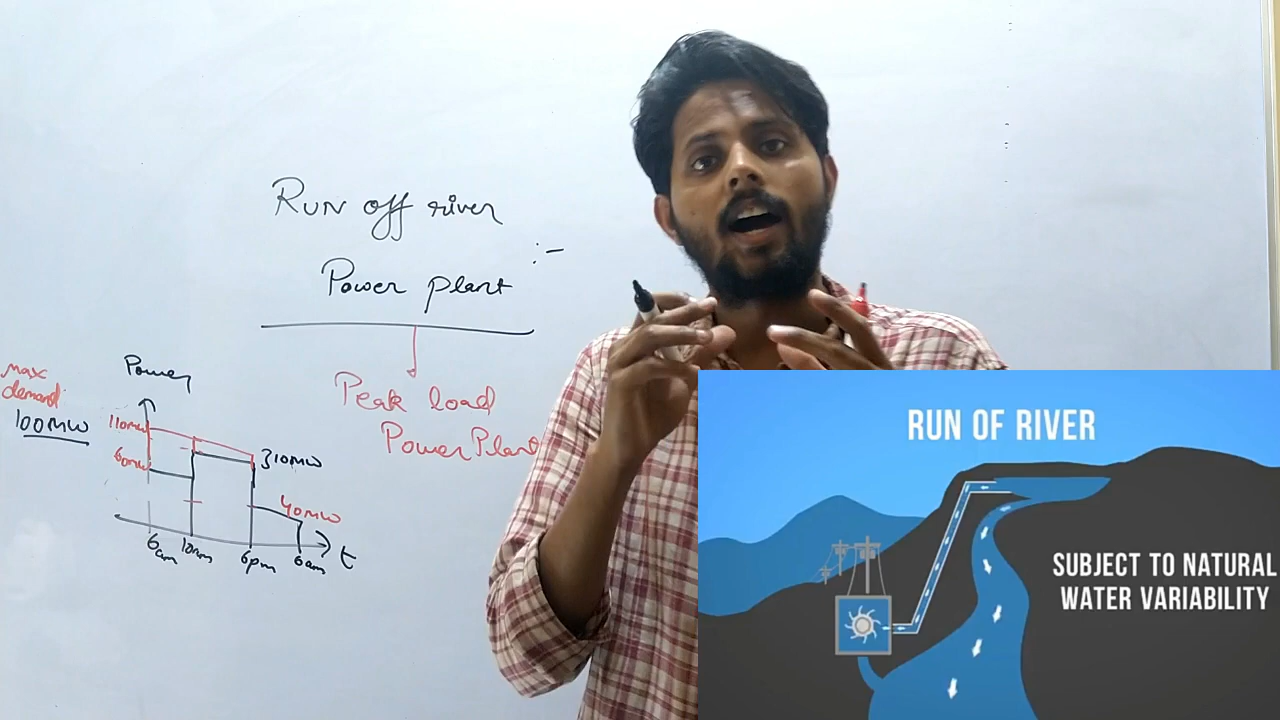 Run off river
Power plant :-
Peak load
Power Plant
max
demand
100MW
Power
110MW
60MW
310MW
40MW
6am 10am 6pm 6am t
RUN OF RIVER
SUBJECT TO NATURAL
WATER VARIABILITY